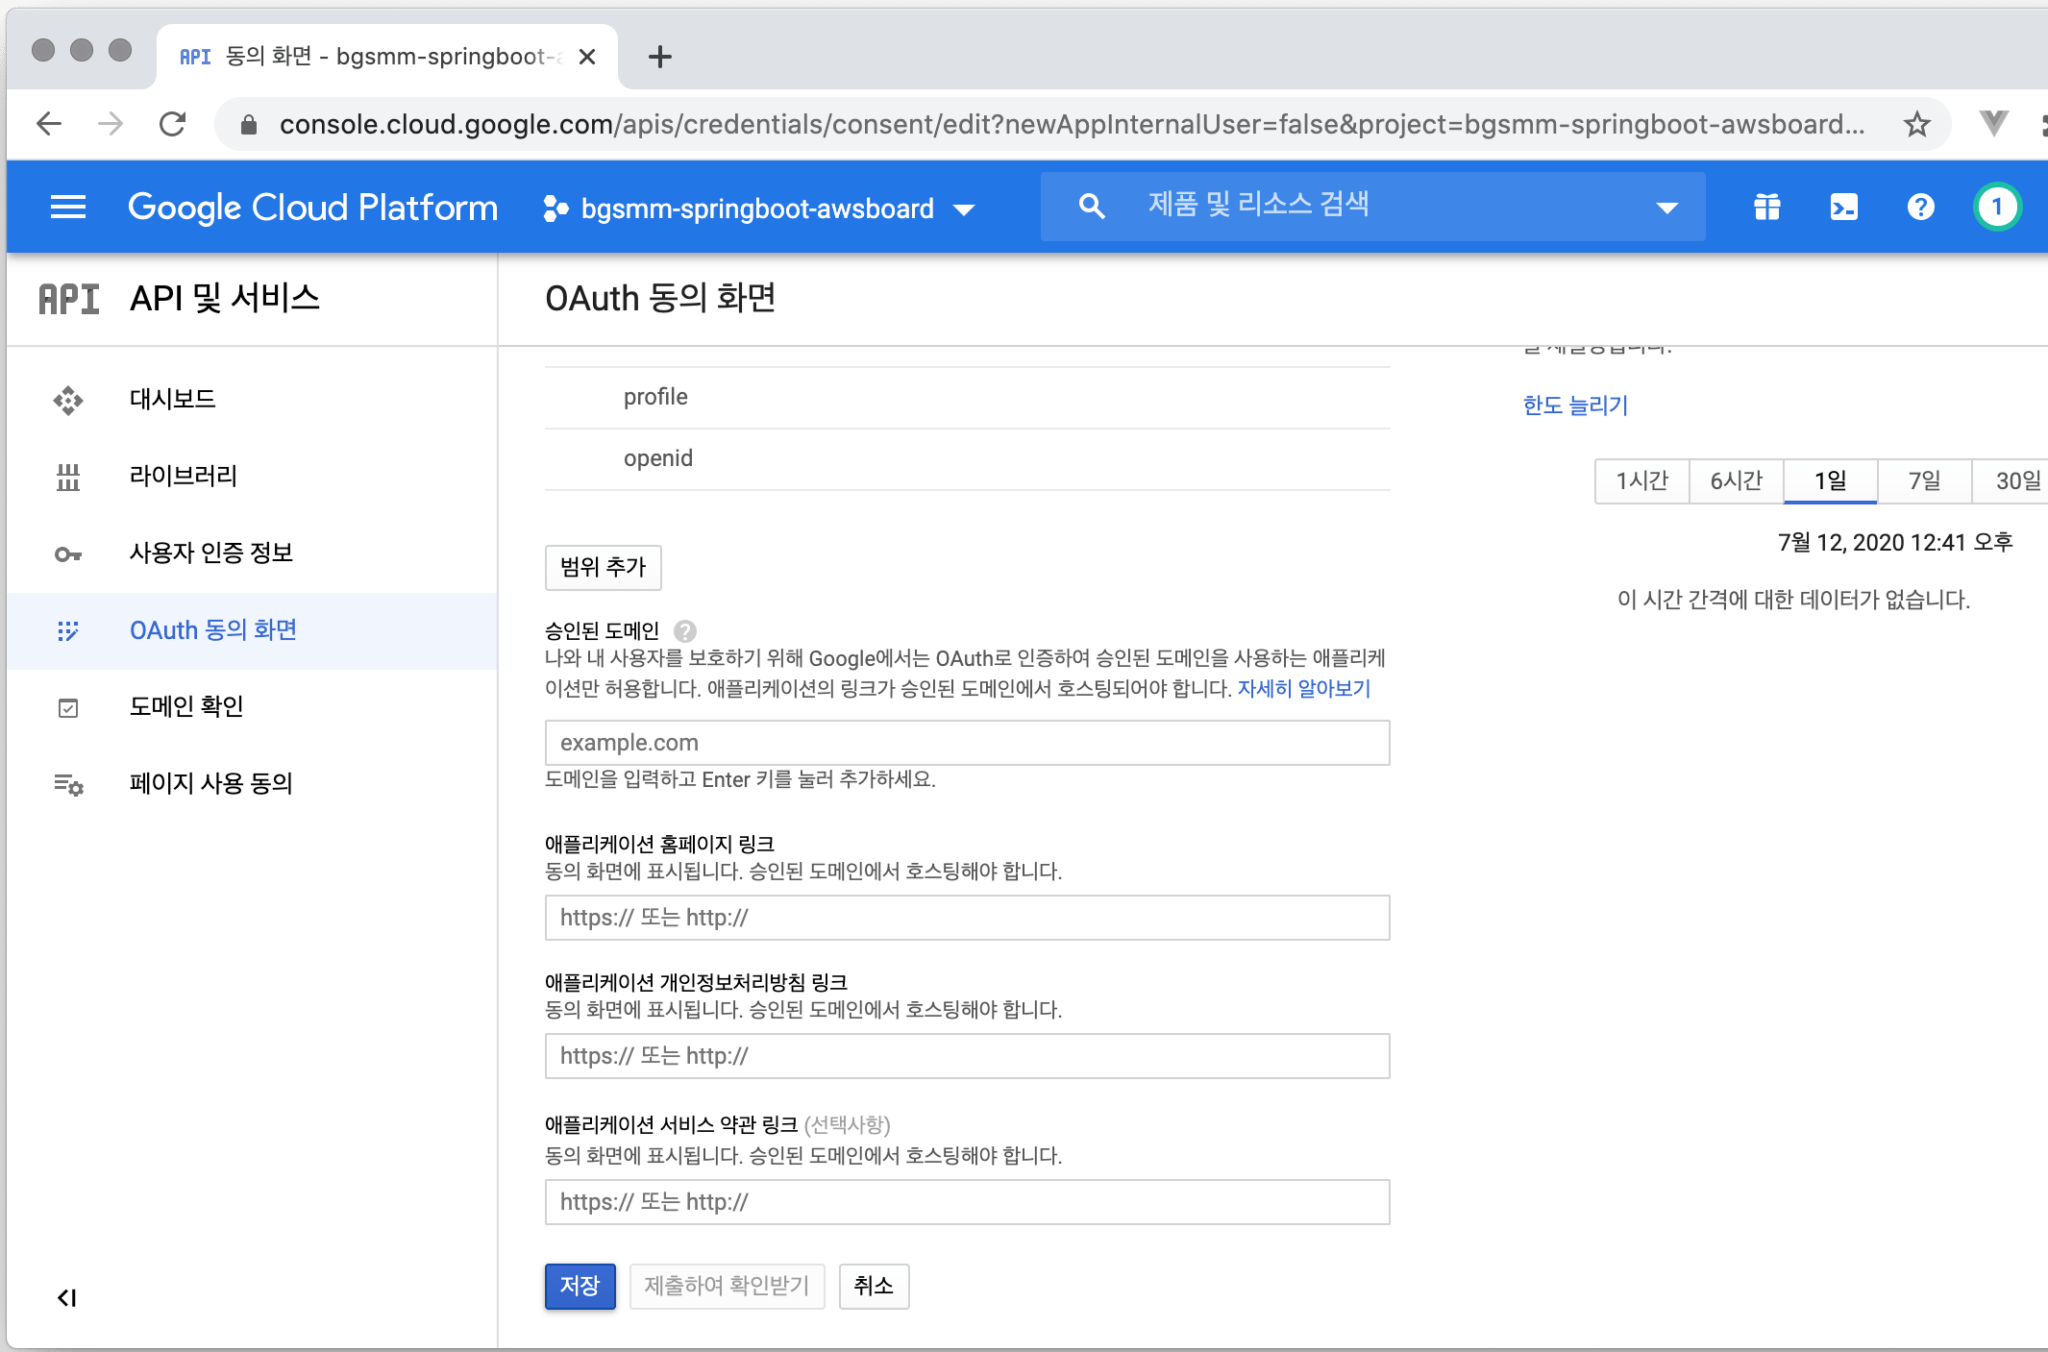 API 동의 화면 - bgsmm-springboot-a
console.cloud.google.com/apis/credentials/consent/edit?newAppInternalUser=false&project=bgsmm-springboot-awsboard...
Google Cloud Platform
bgsmm-springboot-awsboard
제품 및 리소스 검색
1
API API 및 서비스
OAuth 동의 화면
대시보드
라이브러리
사용자 인증 정보
OAuth 동의 화면
도메인 확인
페이지 사용 동의
profile
openid
범위 추가
승인된 도메인
나와 내 사용자를 보호하기 위해 Google에서는 OAuth로 인증하여 승인된 도메인을 사용하는 애플리케
이션만 허용합니다. 애플리케이션의 링크가 승인된 도메인에서 호스팅되어야 합니다. 자세히 알아보기
example.com
도메인을 입력하고 Enter 키를 눌러 추가하세요.
애플리케이션 홈페이지 링크
동의 화면에 표시됩니다. 승인된 도메인에서 호스팅해야 합니다.
https:// 또는 http://
애플리케이션 개인정보처리방침 링크
동의 화면에 표시됩니다. 승인된 도메인에서 호스팅해야 합니다.
https:// 또는 http://
애플리케이션 서비스 약관 링크 (선택사항)
동의 화면에 표시됩니다. 승인된 도메인에서 호스팅해야 합니다.
https:// 또는 http://
저장 제출하여 확인받기 취소
한도 늘리기
1시간 6시간 1일 7일 30일
7월 12, 2020 12:41 오후
이 시간 간격에 대한 데이터가 없습니다.